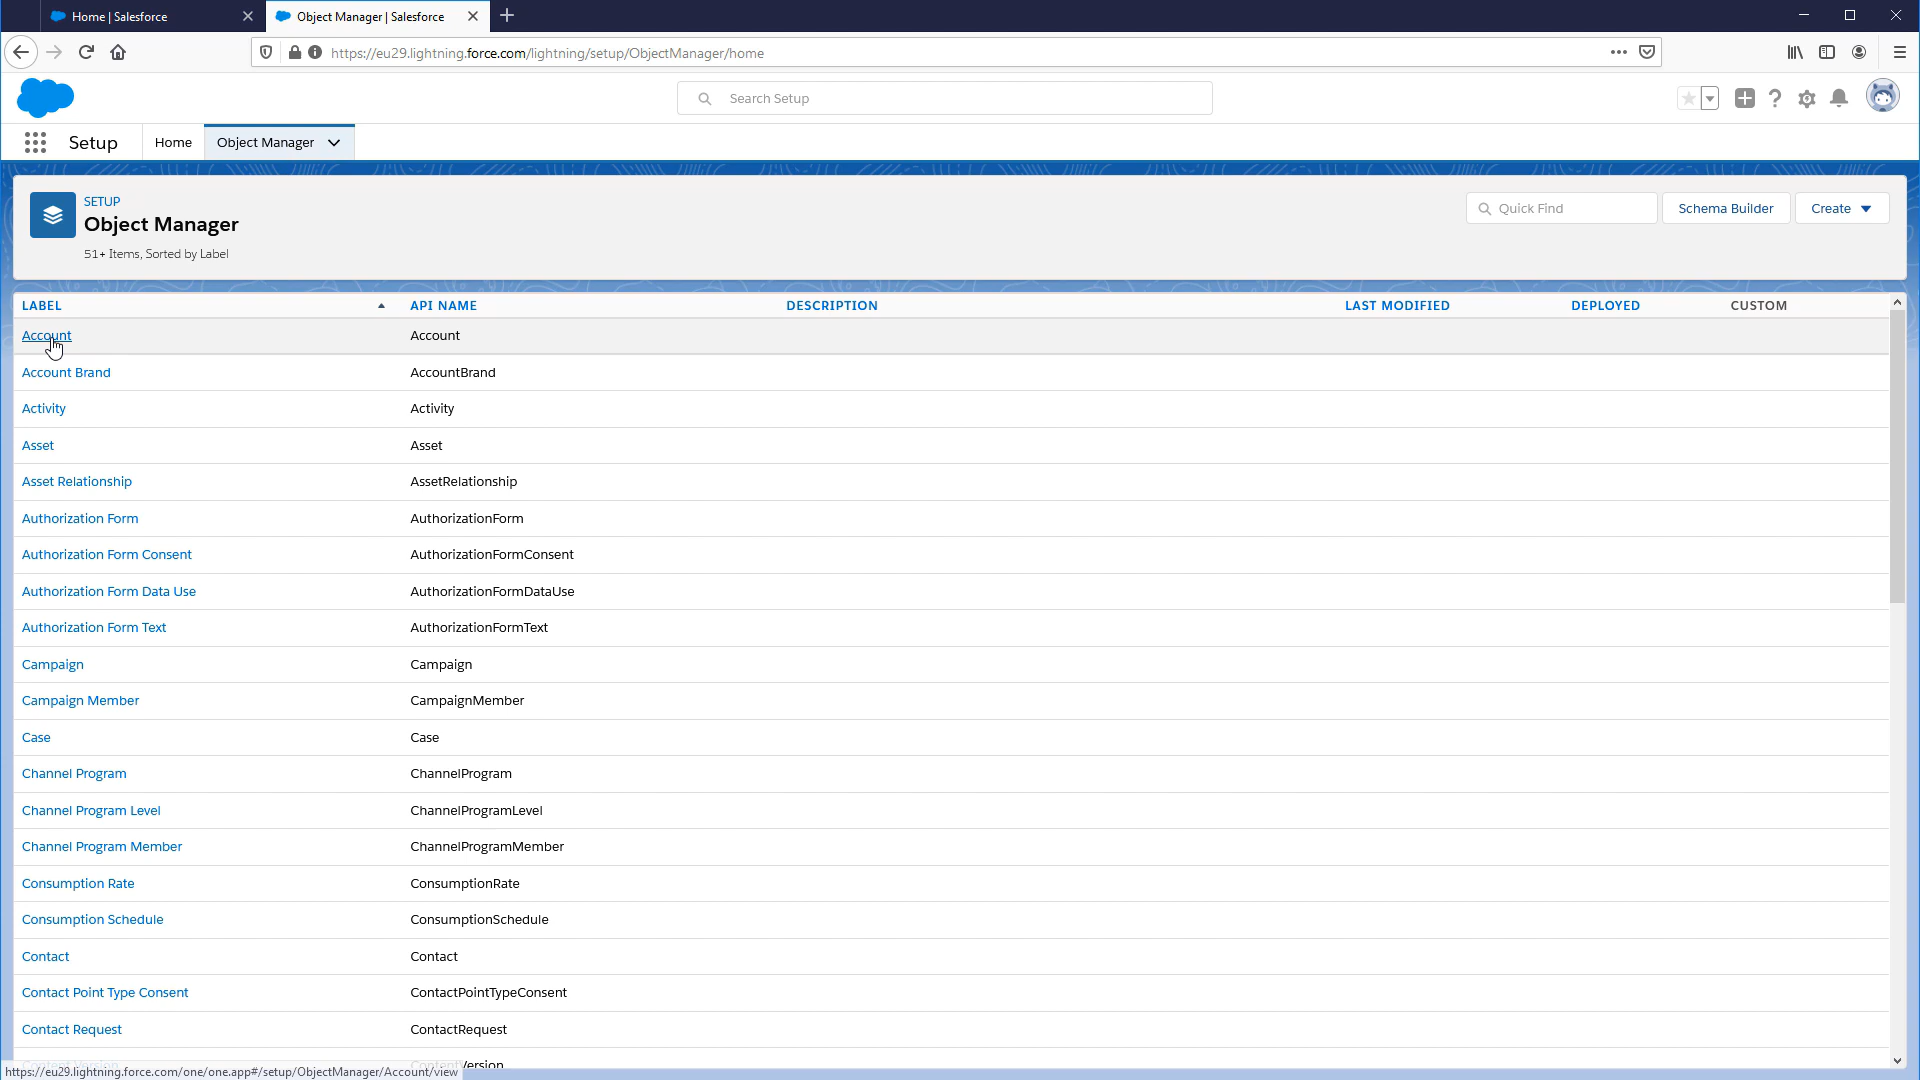 Home | Salesforce
Object Manager | Salesforce
https://eu29.lightning.force.com/lightning/setup/ObjectManager/home
Search Setup
Setup
Home
Object Manager
SETUP
Object Manager
51+ Items, Sorted by Label
Quick Find
Schema Builder
Create
LABEL API NAME DESCRIPTION LAST MODIFIED DEPLOYED CUSTOM
Account Account
Account Brand AccountBrand
Activity Activity
Asset Asset
Asset Relationship AssetRelationship
Authorization Form AuthorizationForm
Authorization Form Consent AuthorizationFormConsent
Authorization Form Data Use AuthorizationFormDataUse
Authorization Form Text AuthorizationFormText
Campaign Campaign
Campaign Member CampaignMember
Case Case
Channel Program ChannelProgram
Channel Program Level ChannelProgramLevel
Channel Program Member ChannelProgramMember
Consumption Rate ConsumptionRate
Consumption Schedule ConsumptionSchedule
Contact Contact
Contact Point Type Consent ContactPointTypeConsent
Contact Request ContactRequest
Content Version ContentVersion
https://eu29.lightning.force.com/one/one.app#/setup/ObjectManager/Account/view